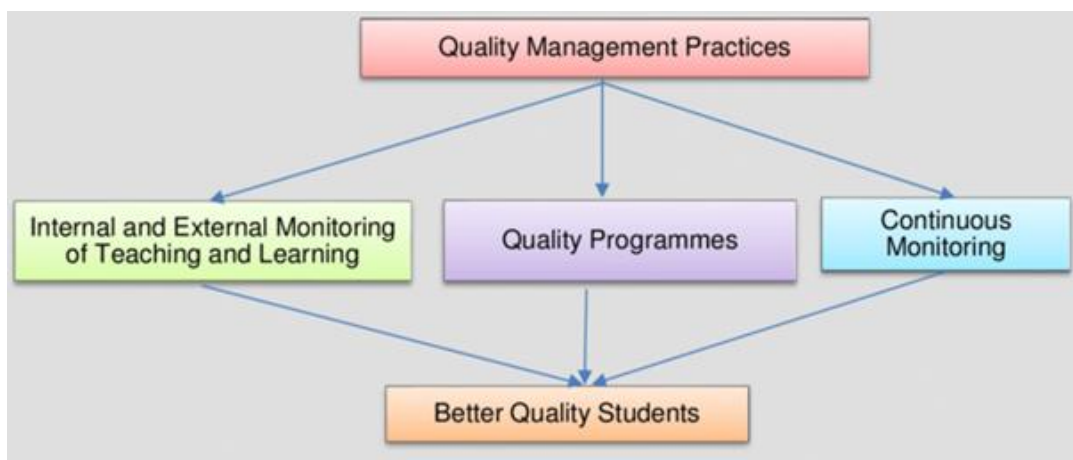 Quality Management Practices
Internal and External Monitoring
of Teaching and Learning
Quality Programmes
Continuous
Monitoring
Better Quality Students